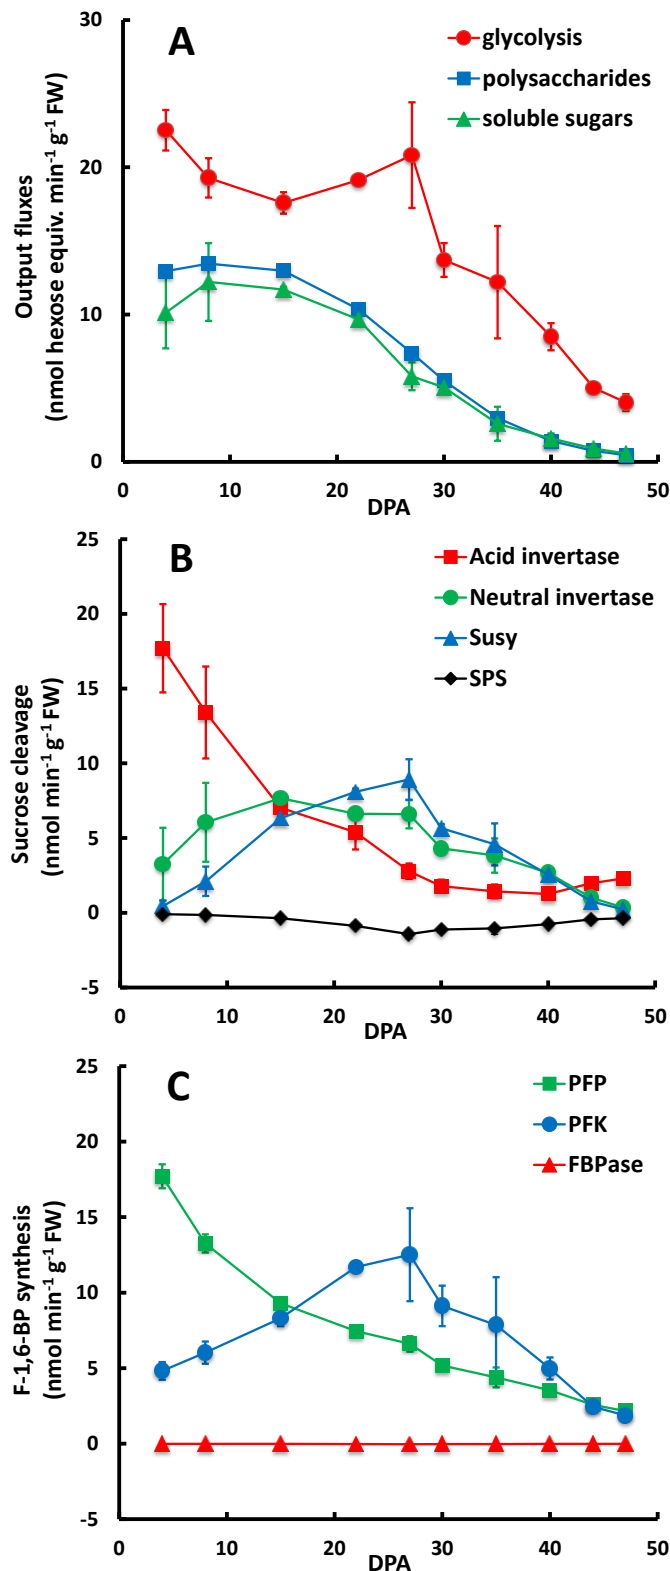 A
glycolysis
polysaccharides
soluble sugars
Output fluxes
(nmol hexose equiv. min⁻¹ g⁻¹ FW)
30
20
10
0
0 10 20 30 40 50
DPA
B
Acid invertase
Neutral invertase
Susy
SPS
Sucrose cleavage
(nmol min⁻¹ g⁻¹ FW)
25
20
15
10
5
0
-5
0 10 20 30 40 50
DPA
C
PFP
PFK
FBPase
F-1,6-BP synthesis
(nmol min⁻¹ g⁻¹ FW)
25
20
15
10
5
0
-5
0 10 20 30 40 50
DPA